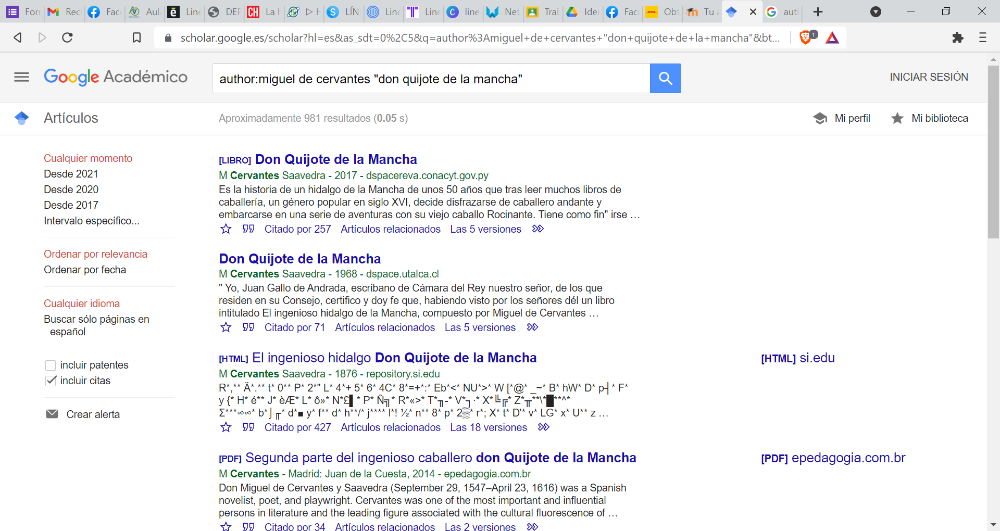 For
Reci
Face
Aula
Line
DEF
CH
La h
▷ H
S
LÍN
Line
Line
C
line
Net
Trab
Ider
Face
Obt
Tu a
auth
scholar.google.es/scholar?hl=es&as_sdt=0%2C5&q=author%3Amiguel+de+cervantes+"don+quijote+de+la+mancha"&bt...
1
Google Académico
author:miguel de cervantes "don quijote de la mancha"
INICIAR SESIÓN
Artículos
Aproximadamente 981 resultados (0.05 s)
Mi perfil
Mi biblioteca
Cualquier momento
Desde 2021
Desde 2020
Desde 2017
Intervalo específico...
Ordenar por relevancia
Ordenar por fecha
Cualquier idioma
Buscar sólo páginas en
español
incluir patentes
incluir citas
Crear alerta
[LIBRO] Don Quijote de la Mancha
M Cervantes Saavedra - 2017 - dspacereva.conacyt.gov.py
Es la historia de un hidalgo de la Mancha de unos 50 años que tras leer muchos libros de
caballería, un género popular en siglo XVI, decide disfrazarse de caballero andante y
embarcarse en una serie de aventuras con su viejo caballo Rocinante. Tiene como fin" irse …
Citado por 257 Artículos relacionados Las 5 versiones
Don Quijote de la Mancha
M Cervantes Saavedra - 1968 - dspace.utalca.cl
" Yo, Juan Gallo de Andrada, escribano de Cámara del Rey nuestro señor, de los que
residen en su Consejo, certifico y doy fe que, habiendo visto por los señores dél un libro
intitulado El ingenioso hidalgo de la Mancha, compuesto por Miguel de Cervantes …
Citado por 71 Artículos relacionados Las 5 versiones
[HTML] El ingenioso hidalgo Don Quijote de la Mancha
[HTML] si.edu
M Cervantes Saavedra - 1876 - repository.si.edu
R*,** Ä*.** t* 0** P* 2*" L* 4*+ 5* 6* 4C* 8*=+*:* Eb*<* NU*>* W [*@* _~* B* hW* D* p┤* F*
y {* H* é** J* èÆ* L* ô»* N*£▌* P* Ñ╗* R*«>* T*╖-* V*┐·* X*╚╔* Z*╥**\*█**^*
Σ***∞∞* b*⌡╓* d*■ y* f** d* h**/* j**** l*! ½* n** 8* p* 2▒* r*; X* t* D'* v* LG* x* U** z …
Citado por 427 Artículos relacionados Las 18 versiones
[PDF] Segunda parte del ingenioso caballero don Quijote de la Mancha
[PDF] epedagogia.com.br
M Cervantes - Madrid: Juan de la Cuesta, 2014 - epedagogia.com.br
Don Miguel de Cervantes y Saavedra (September 29, 1547–April 23, 1616) was a Spanish
novelist, poet, and playwright. Cervantes was one of the most important and influential
persons in literature and the leading figure associated with the cultural fluorescence of …
Citado por 34 Artículos relacionados Las 2 versiones